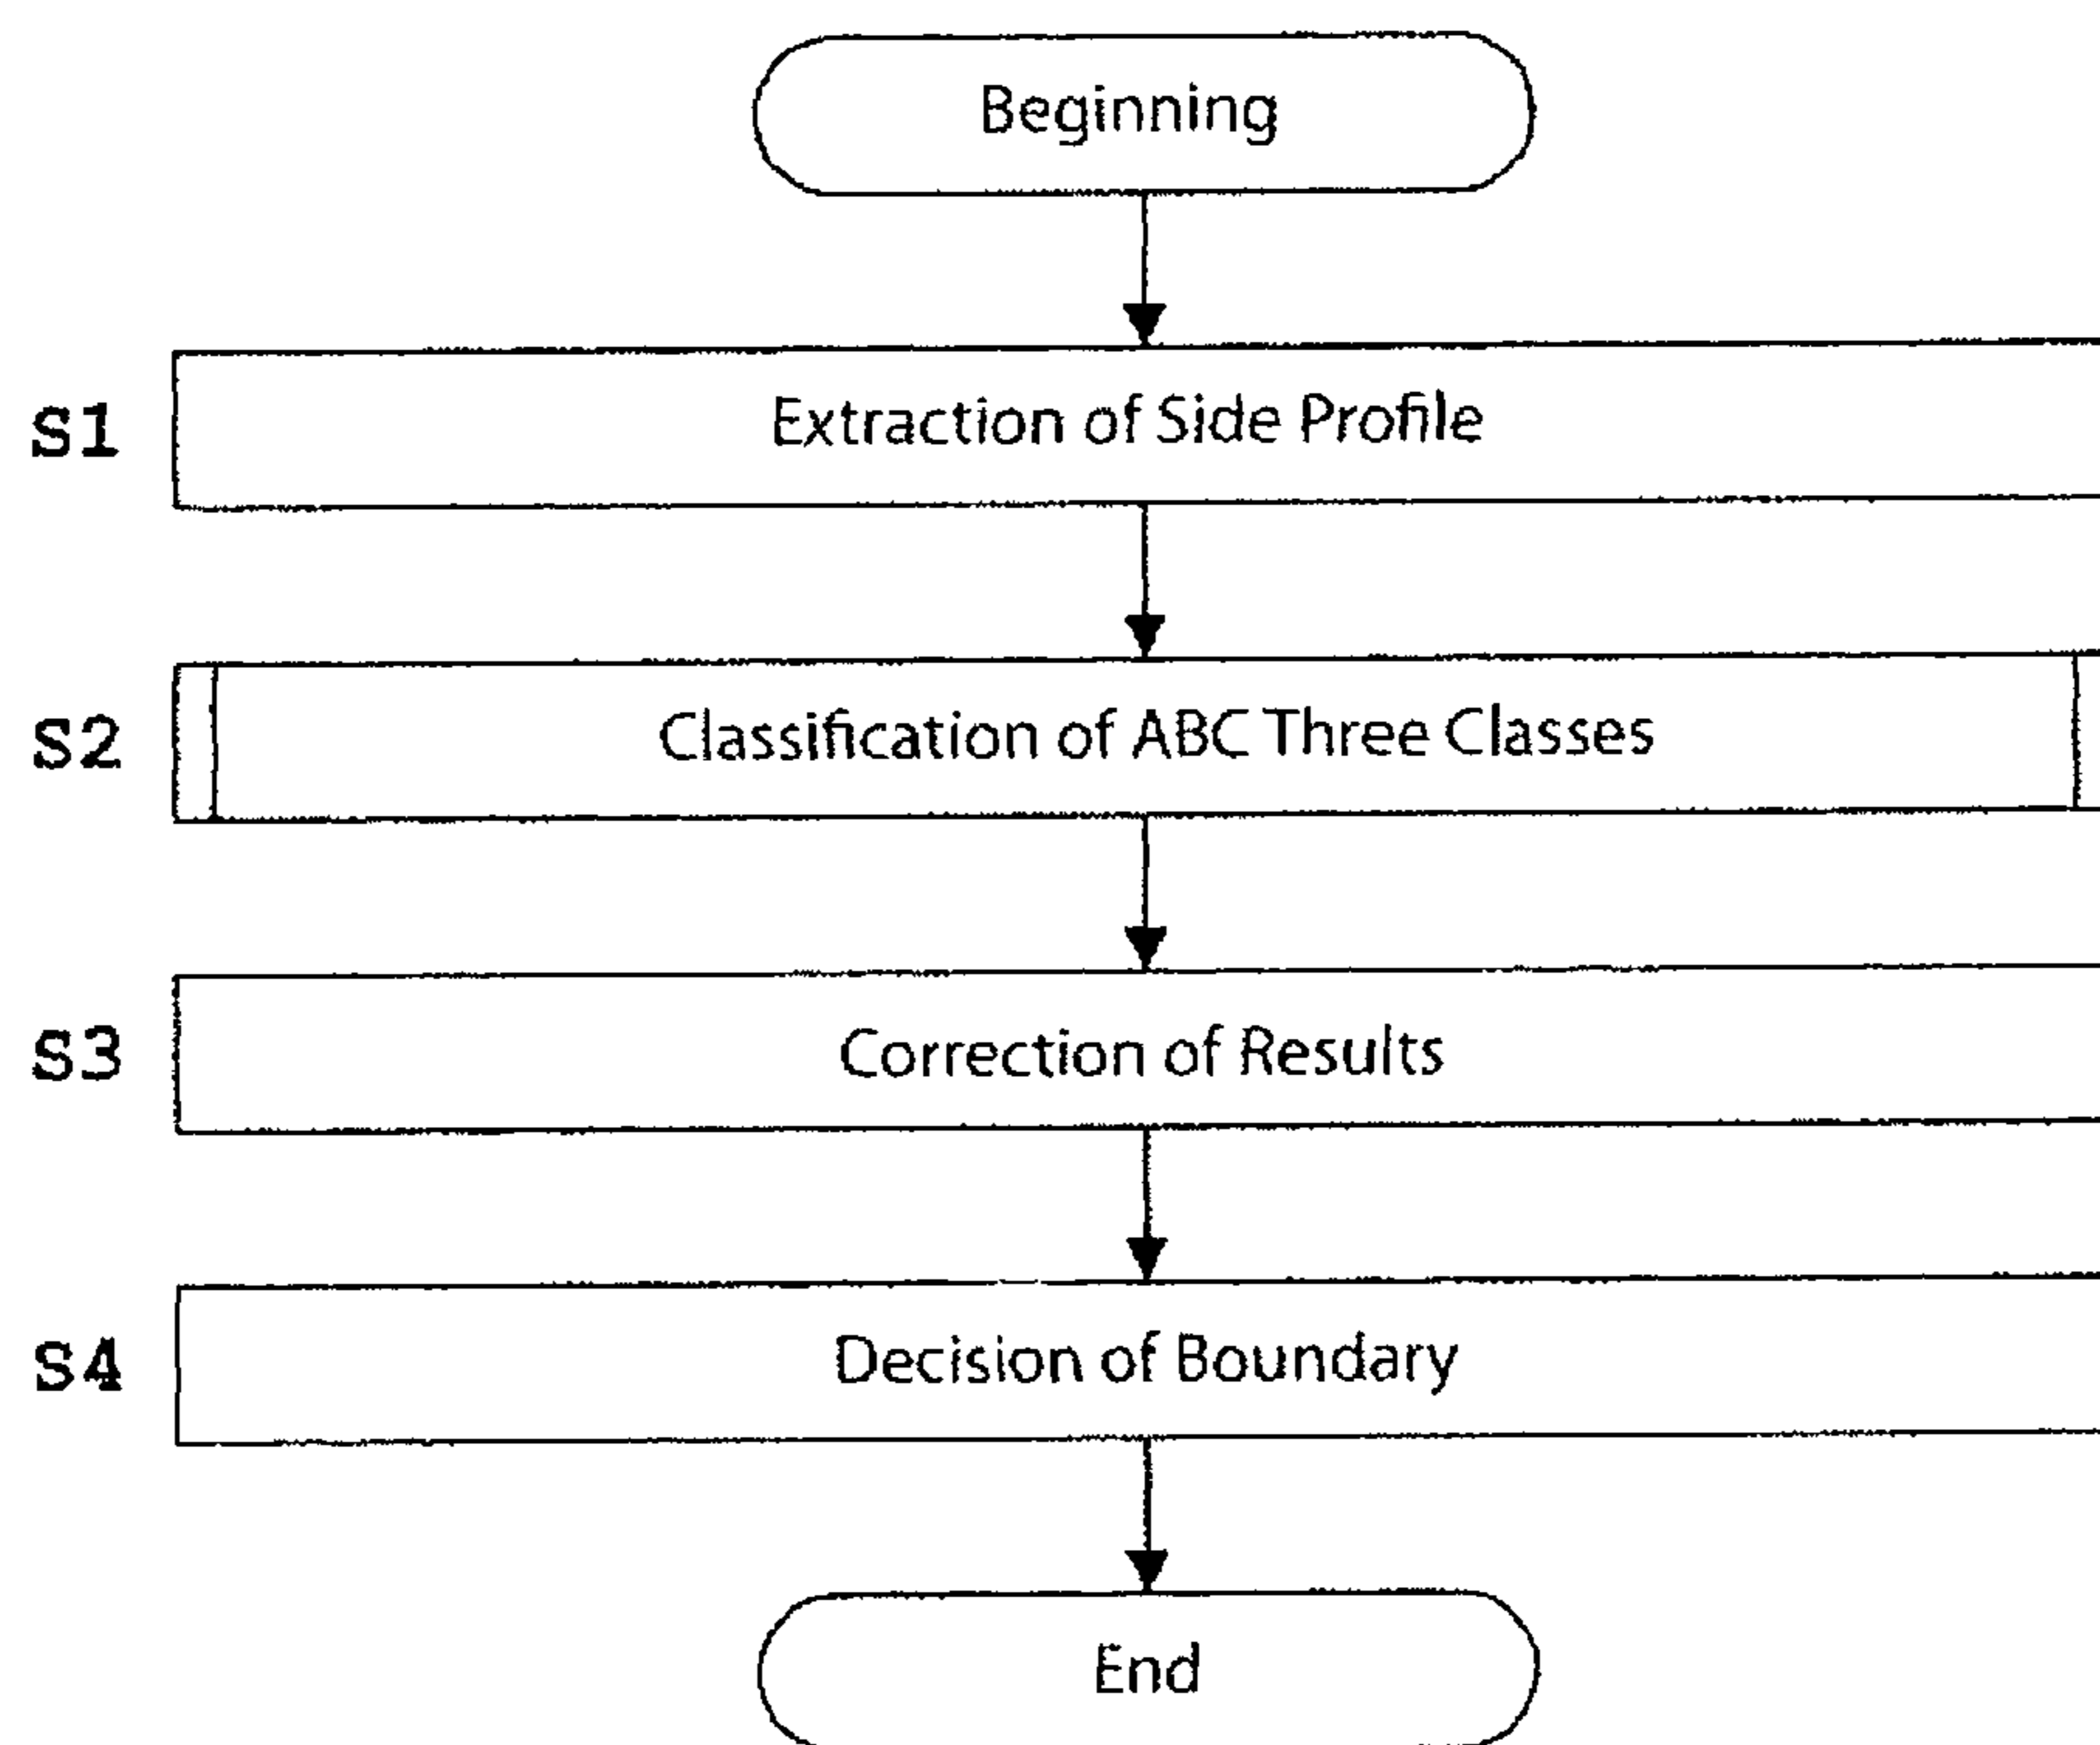 Beginning
S1 Extraction of Side Profile
S2 Classification of ABC Three Classes
S3 Correction of Results
S4 Decision of Boundary
End